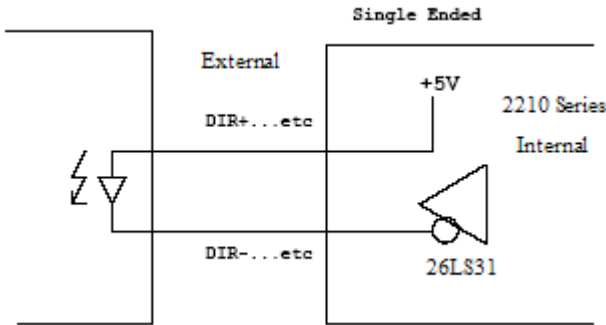 Single Ended
External
+5V
2210 Series
DIR+...etc
Internal
DIR-...etc
26LS31